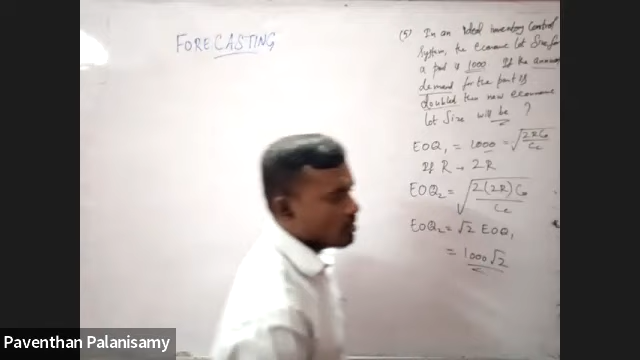 FORECASTING
(5) In an ideal inventory control
system, the economic lot size for
a part is 1000. If the annual
demand for the part is
doubled the new economic
lot size will be ?
EOQ₁ = 1000 = √(2RC₀/Cc)
If R → 2R
EOQ₂ = √(2(2R)C₀/Cc)
EOQ₂ = √2 EOQ₁
= 1000√2
Paventhan Palanisamy